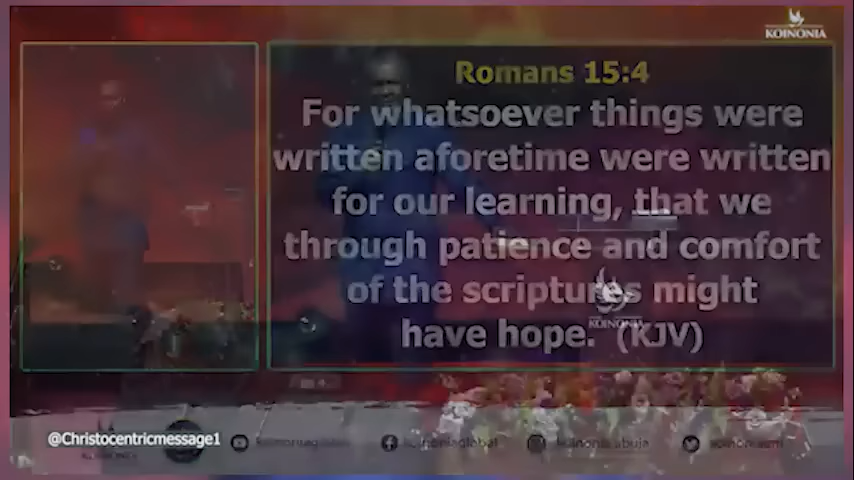 KOINONIA
Romans 15:4
For whatsoever things were
written aforetime were written
for our learning, that we
through patience and comfort
of the scriptures might
have hope. (KJV)
KOINONIA
@Christocentricmessage1
koinoniaglobal
koinoniaglobal
koinonia_abuja